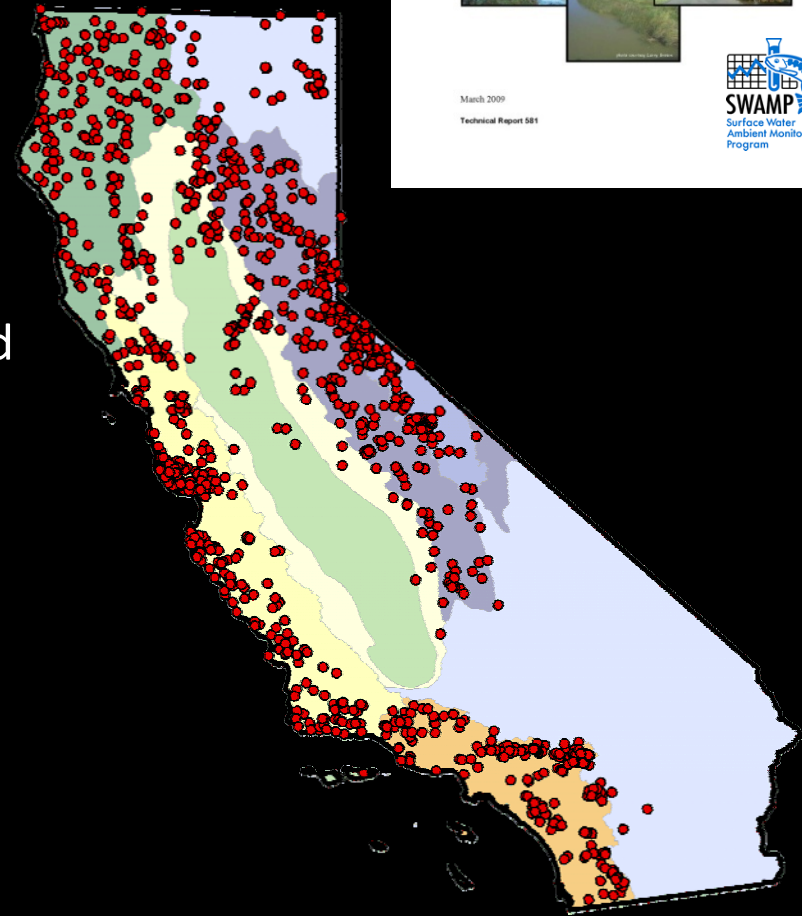 March 2009
Technical Report 581
SWAMP
Surface Water
Ambient Monito
Program
d